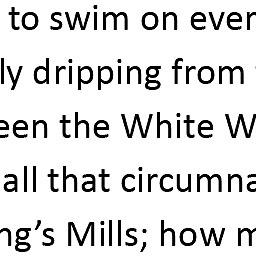 to swim on ever
ly dripping from
een the White W
all that circumna
ng’s Mills; how m